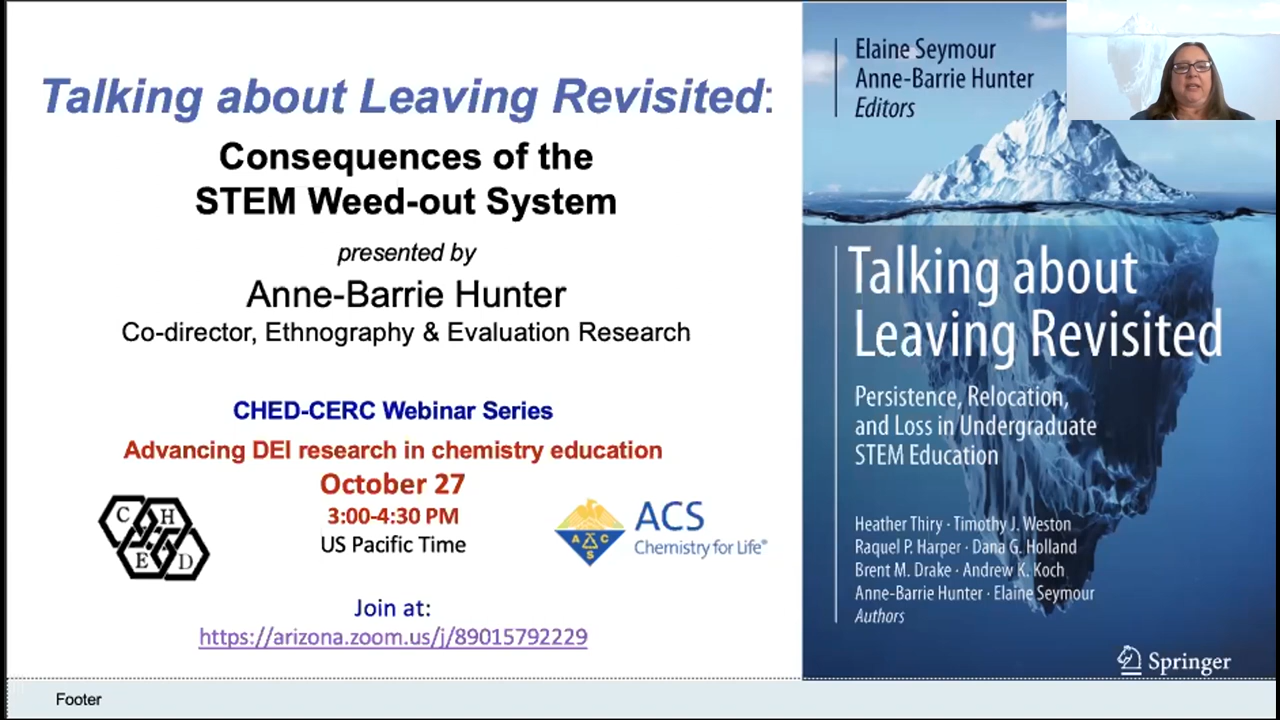 Talking about Leaving Revisited:
Consequences of the
STEM Weed-out System
presented by
Anne-Barrie Hunter
Co-director, Ethnography & Evaluation Research
CHED-CERC Webinar Series
Advancing DEI research in chemistry education
October 27
3:00-4:30 PM
US Pacific Time
C H E D
A C S
ACS
Chemistry for Life®
Join at:
https://arizona.zoom.us/j/89015792229
Footer
Elaine Seymour
Anne-Barrie Hunter
Editors
Talking about
Leaving Revisited
Persistence, Relocation,
and Loss in Undergraduate
STEM Education
Heather Thiry · Timothy J. Weston
Raquel P. Harper · Dana G. Holland
Brent M. Drake · Andrew K. Koch
Anne-Barrie Hunter · Elaine Seymour
Authors
Springer